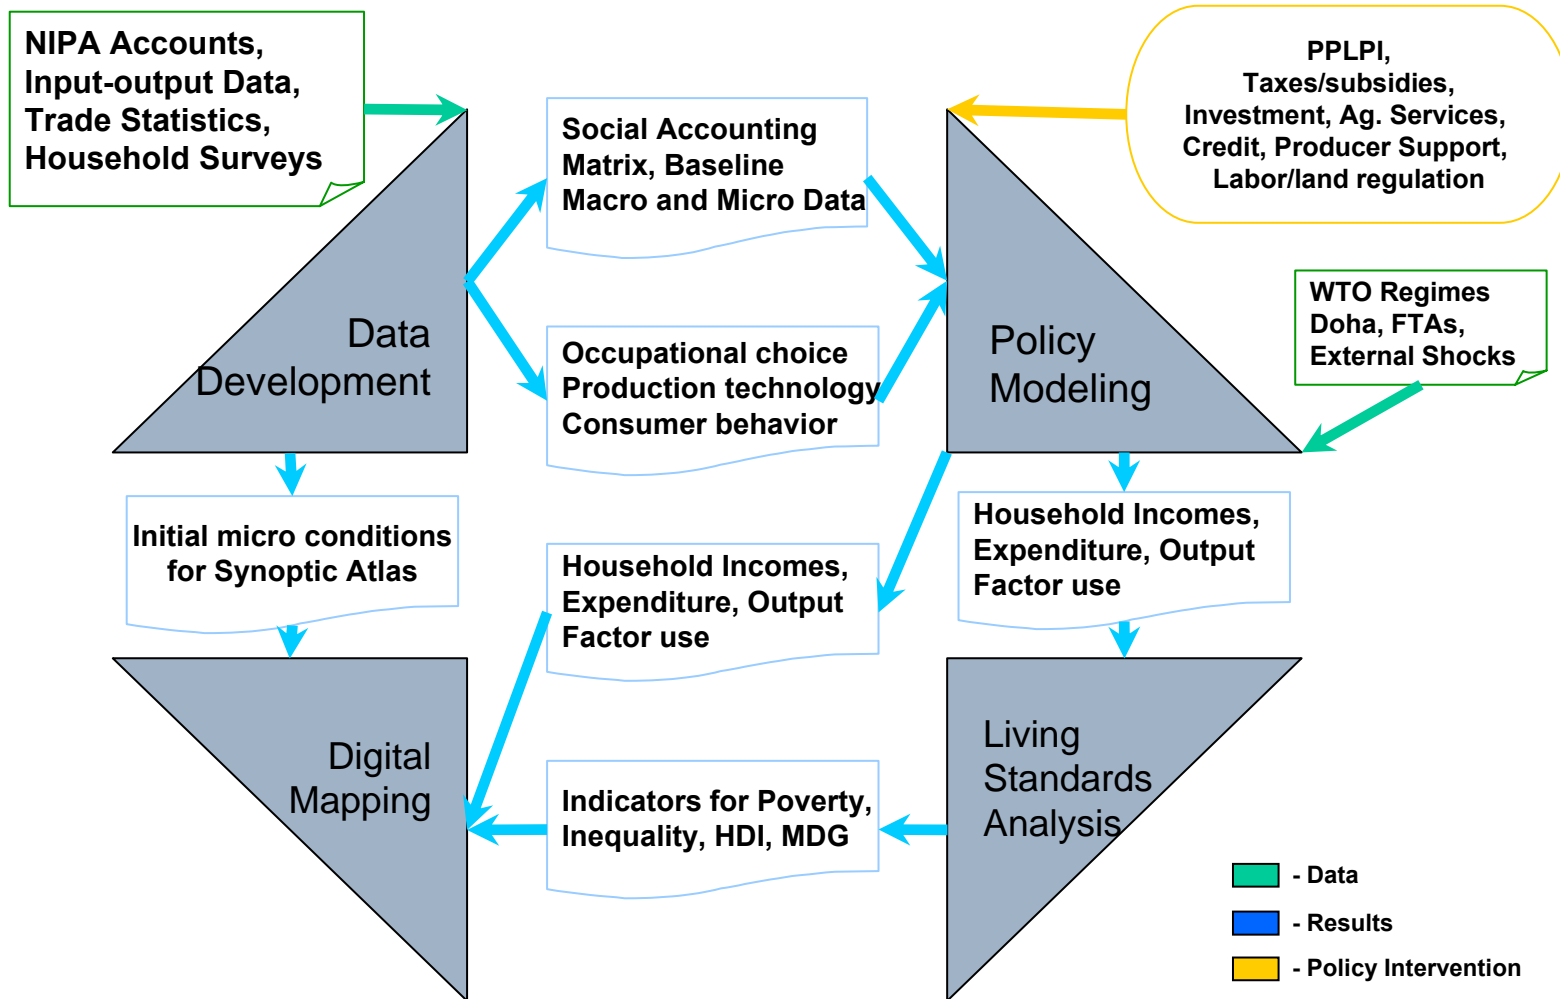 NIPA Accounts,
Input-output Data,
Trade Statistics,
Household Surveys
Social Accounting
Matrix, Baseline
Macro and Micro Data
PPLPI,
Taxes/subsidies,
Investment, Ag. Services,
Credit, Producer Support,
Labor/land regulation
WTO Regimes
Doha, FTAs,
External Shocks
Data
Development
Occupational choice
Production technology
Consumer behavior
Policy
Modeling
Initial micro conditions
for Synoptic Atlas
Household Incomes,
Expenditure, Output
Factor use
Household Incomes,
Expenditure, Output
Factor use
Digital
Mapping
Indicators for Poverty,
Inequality, HDI, MDG
Living
Standards
Analysis
- Data
- Results
- Policy Intervention